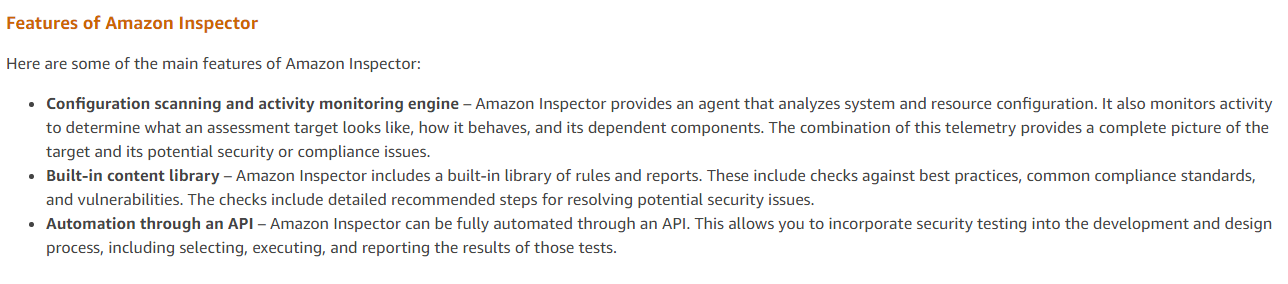 Features of Amazon Inspector
Here are some of the main features of Amazon Inspector:
• Configuration scanning and activity monitoring engine – Amazon Inspector provides an agent that analyzes system and resource configuration. It also monitors activity
to determine what an assessment target looks like, how it behaves, and its dependent components. The combination of this telemetry provides a complete picture of the
target and its potential security or compliance issues.
• Built-in content library – Amazon Inspector includes a built-in library of rules and reports. These include checks against best practices, common compliance standards,
and vulnerabilities. The checks include detailed recommended steps for resolving potential security issues.
• Automation through an API – Amazon Inspector can be fully automated through an API. This allows you to incorporate security testing into the development and design
process, including selecting, executing, and reporting the results of those tests.